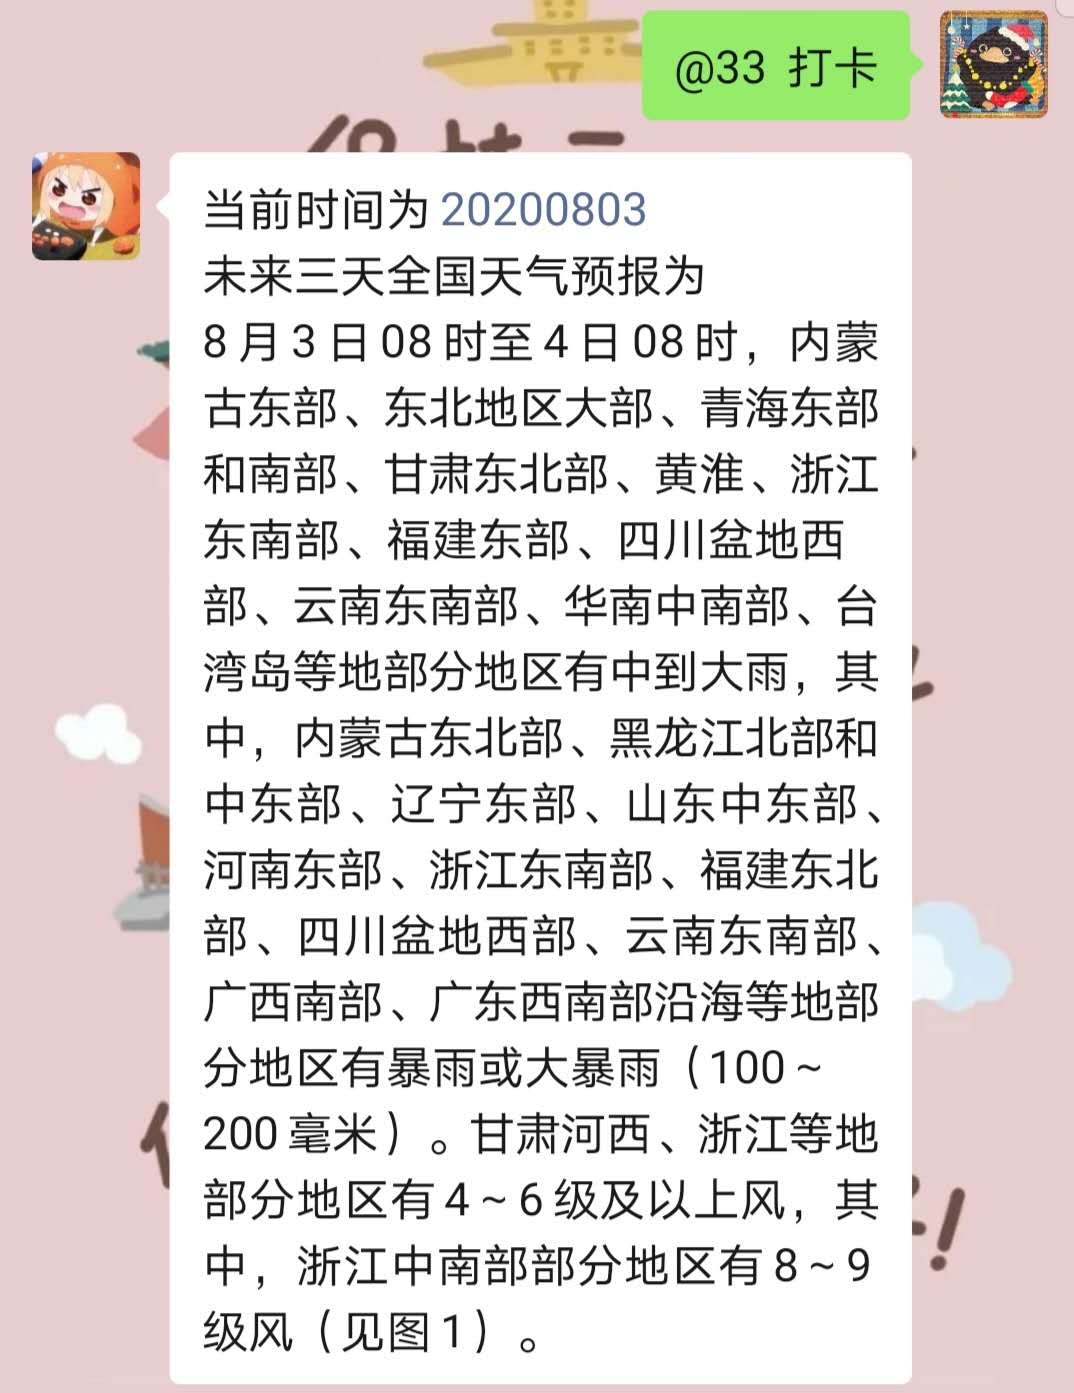 @33 打卡
当前时间为 20200803
未来三天全国天气预报为
8月3日08时至4日08时，内蒙
古东部、东北地区大部、青海东部
和南部、甘肃东北部、黄淮、浙江
东南部、福建东部、四川盆地西
部、云南东南部、华南中南部、台
湾岛等地部分地区有中到大雨，其
中，内蒙古东北部、黑龙江北部和
中东部、辽宁东部、山东中东部、
河南东部、浙江东南部、福建东北
部、四川盆地西部、云南东南部、
广西南部、广东西南部沿海等地部
分地区有暴雨或大暴雨（100～
200毫米）。甘肃河西、浙江等地
部分地区有4～6级及以上风，其
中，浙江中南部部分地区有8～9
级风（见图1）。